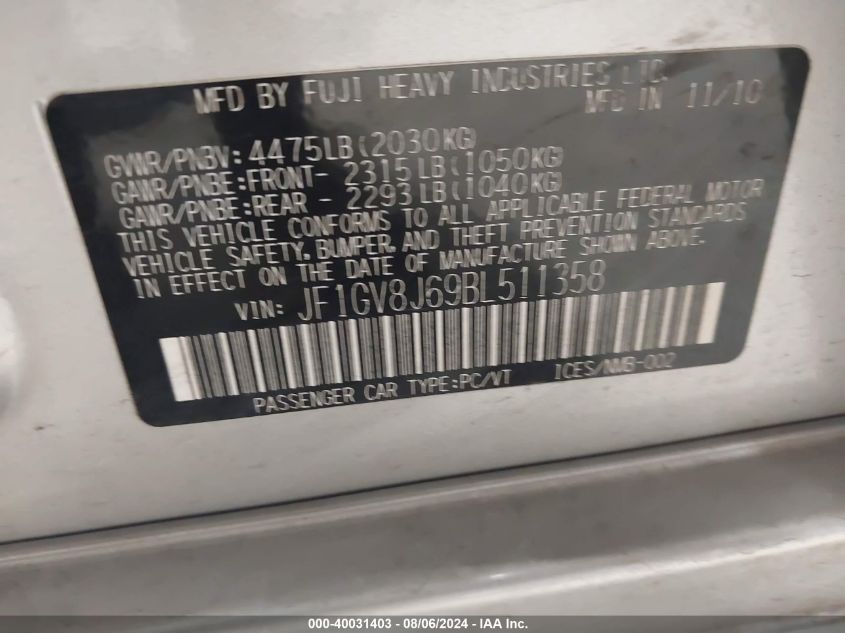 MFD BY FUJI HEAVY INDUSTRIES LTD.
MFD IN 11/10
GVWR/PNBV: 4475LB(2030KG)
GAWR/PNBE:FRONT- 2315LB(1050KG)
GAWR/PNBE:REAR - 2293LB(1040KG)
THIS VEHICLE CONFORMS TO ALL APPLICABLE FEDERAL MOTOR
VEHICLE SAFETY, BUMPER, AND THEFT PREVENTION STANDARDS
IN EFFECT ON THE DATE OF MANUFACTURE SHOWN ABOVE.
VIN: JF1GV8J69BL511358
PASSENGER CAR TYPE:PC/VT ICES/NMB-002
000-40031403 - 08/06/2024 - IAA Inc.